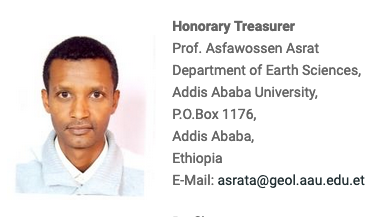 Honorary Treasurer
Prof. Asfawossen Asrat
Department of Earth Sciences,
Addis Ababa University,
P.O.Box 1176,
Addis Ababa,
Ethiopia
E-Mail: asrata@geol.aau.edu.et